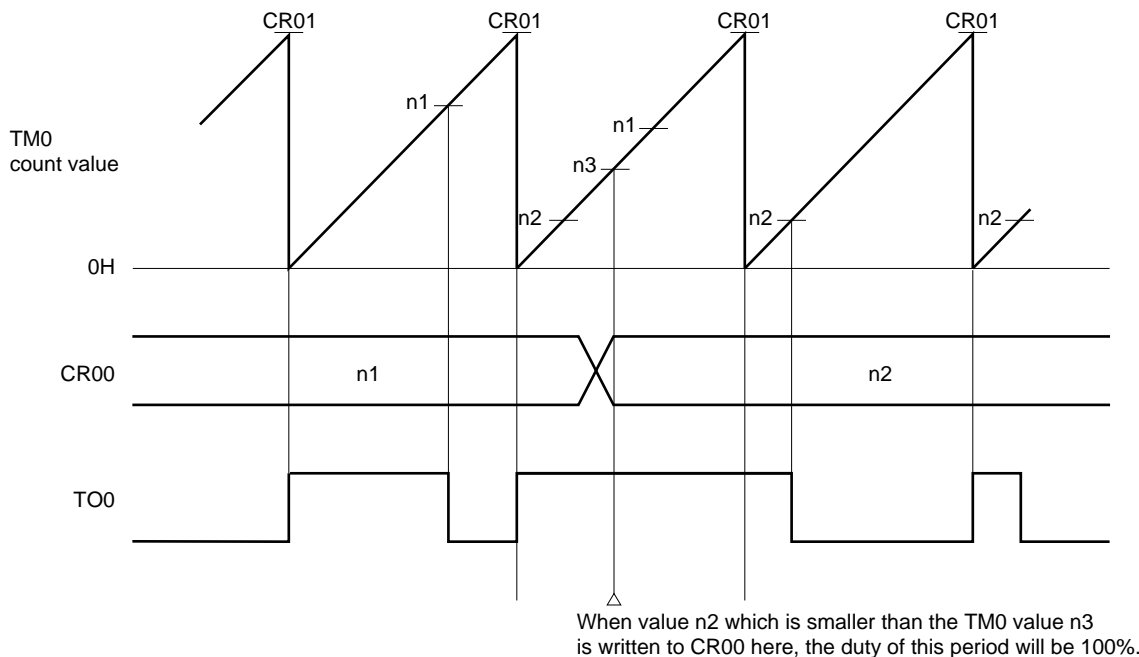 CR01 CR01 CR01 CR01
n1
n1
TM0
count value
n3
n2 n2 n2
0H
CR00 n1 n2
TO0
When value n2 which is smaller than the TM0 value n3
is written to CR00 here, the duty of this period will be 100%.